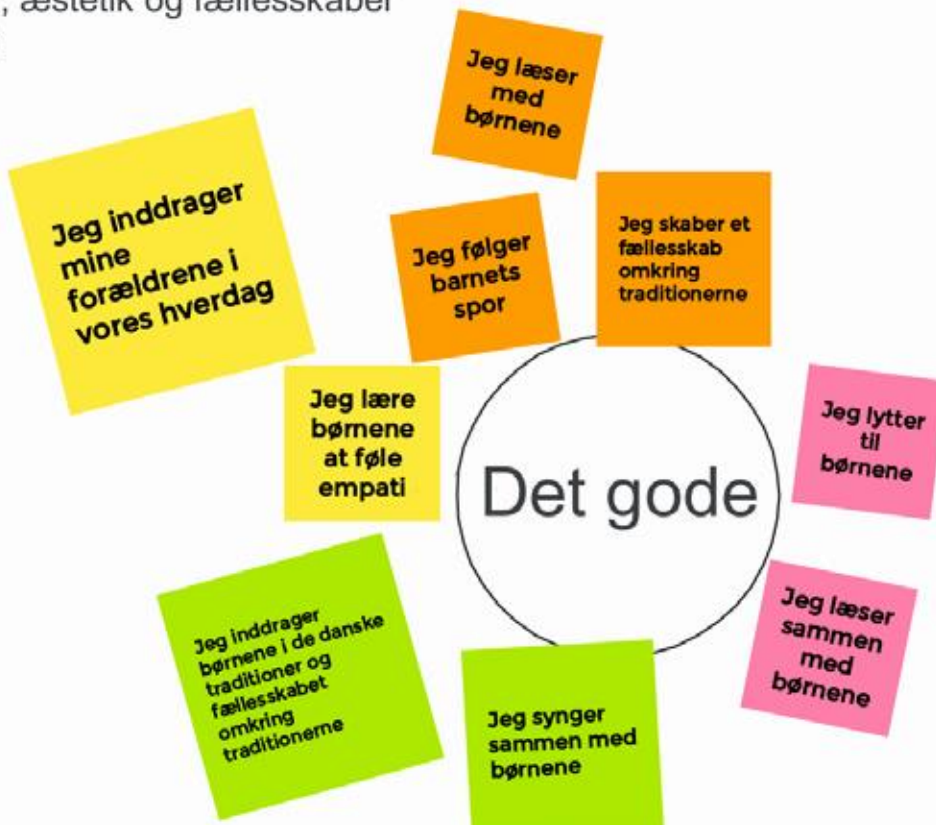 , æstetik og fællesskaber
Jeg læser
med
børnene
Jeg inddrager
mine
forældrene i
vores hverdag
Jeg følger
barnets
spor
Jeg skaber et
fællesskab
omkring
traditionerne
Jeg lære
børnene
at føle
empati
Det gode
Jeg lytter
til
børnene
Jeg inddrager
børnene i de danske
traditioner og
fællesskabet
omkring
traditionerne
Jeg synger
sammen med
børnene
Jeg læser
sammen
med
børnene